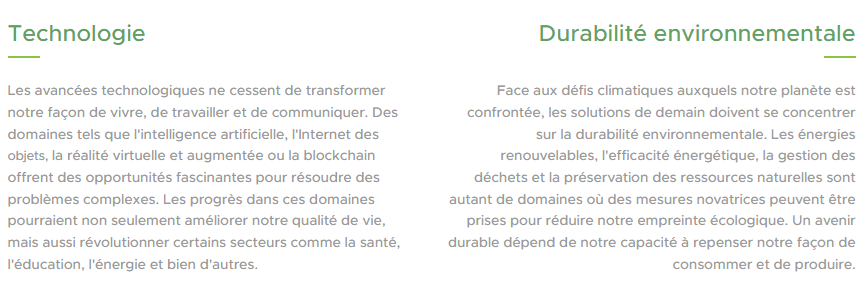 Technologie
Les avancées technologiques ne cessent de transformer
notre façon de vivre, de travailler et de communiquer. Des
domaines tels que l'intelligence artificielle, l'Internet des
objets, la réalité virtuelle et augmentée ou la blockchain
offrent des opportunités fascinantes pour résoudre des
problèmes complexes. Les progrès dans ces domaines
pourraient non seulement améliorer notre qualité de vie,
mais aussi révolutionner certains secteurs comme la santé,
l'éducation, l'énergie et bien d'autres.
Durabilité environnementale
Face aux défis climatiques auxquels notre planète est
confrontée, les solutions de demain doivent se concentrer
sur la durabilité environnementale. Les énergies
renouvelables, l'efficacité énergétique, la gestion des
déchets et la préservation des ressources naturelles sont
autant de domaines où des mesures novatrices peuvent être
prises pour réduire notre empreinte écologique. Un avenir
durable dépend de notre capacité à repenser notre façon de
consommer et de produire.